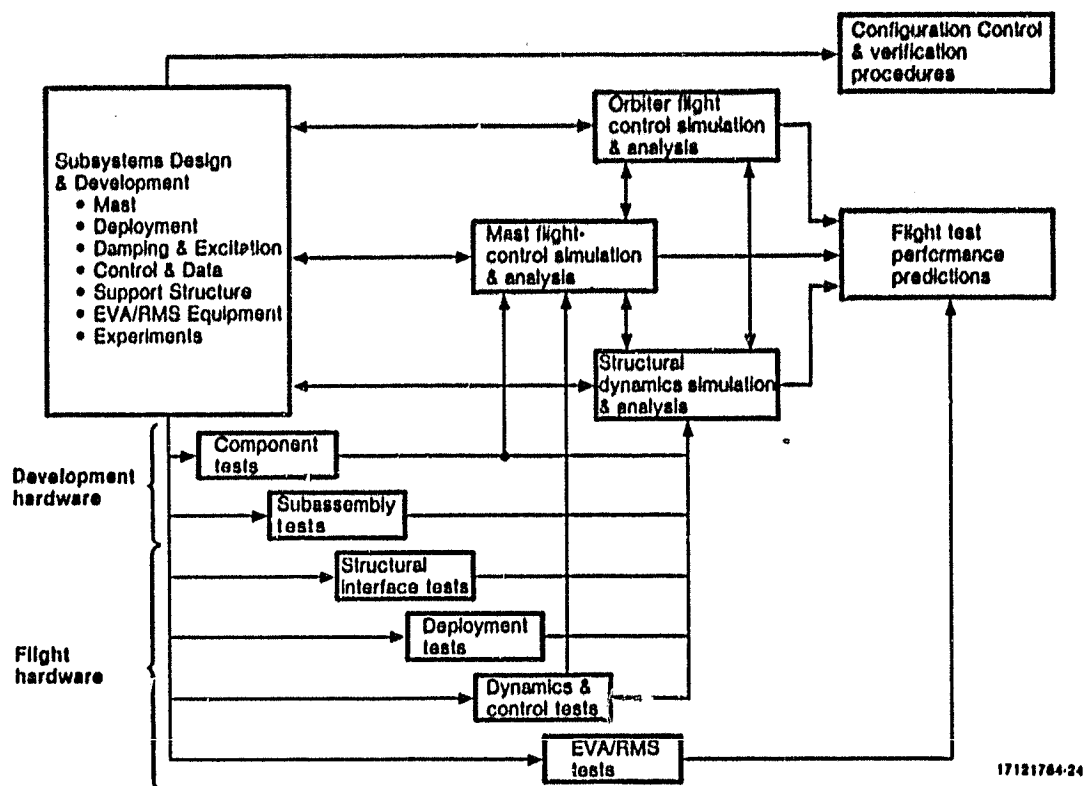 Configuration Control
& verification
procedures
Orbiter flight
control simulation
& analysis
Subsystems Design
& Development
• Mast
• Deployment
• Damping & Excitation
• Control & Data
• Support Structure
• EVA/RMS Equipment
• Experiments
Mast flight-
control simulation
& analysis
Flight test
performance
predictions
Structural
dynamics simulation
& analysis
Development
hardware
Component
tests
Subassembly
tests
Structural
interface tests
Deployment
tests
Flight
hardware
Dynamics &
control tests
EVA/RMS
tests
17121764-24